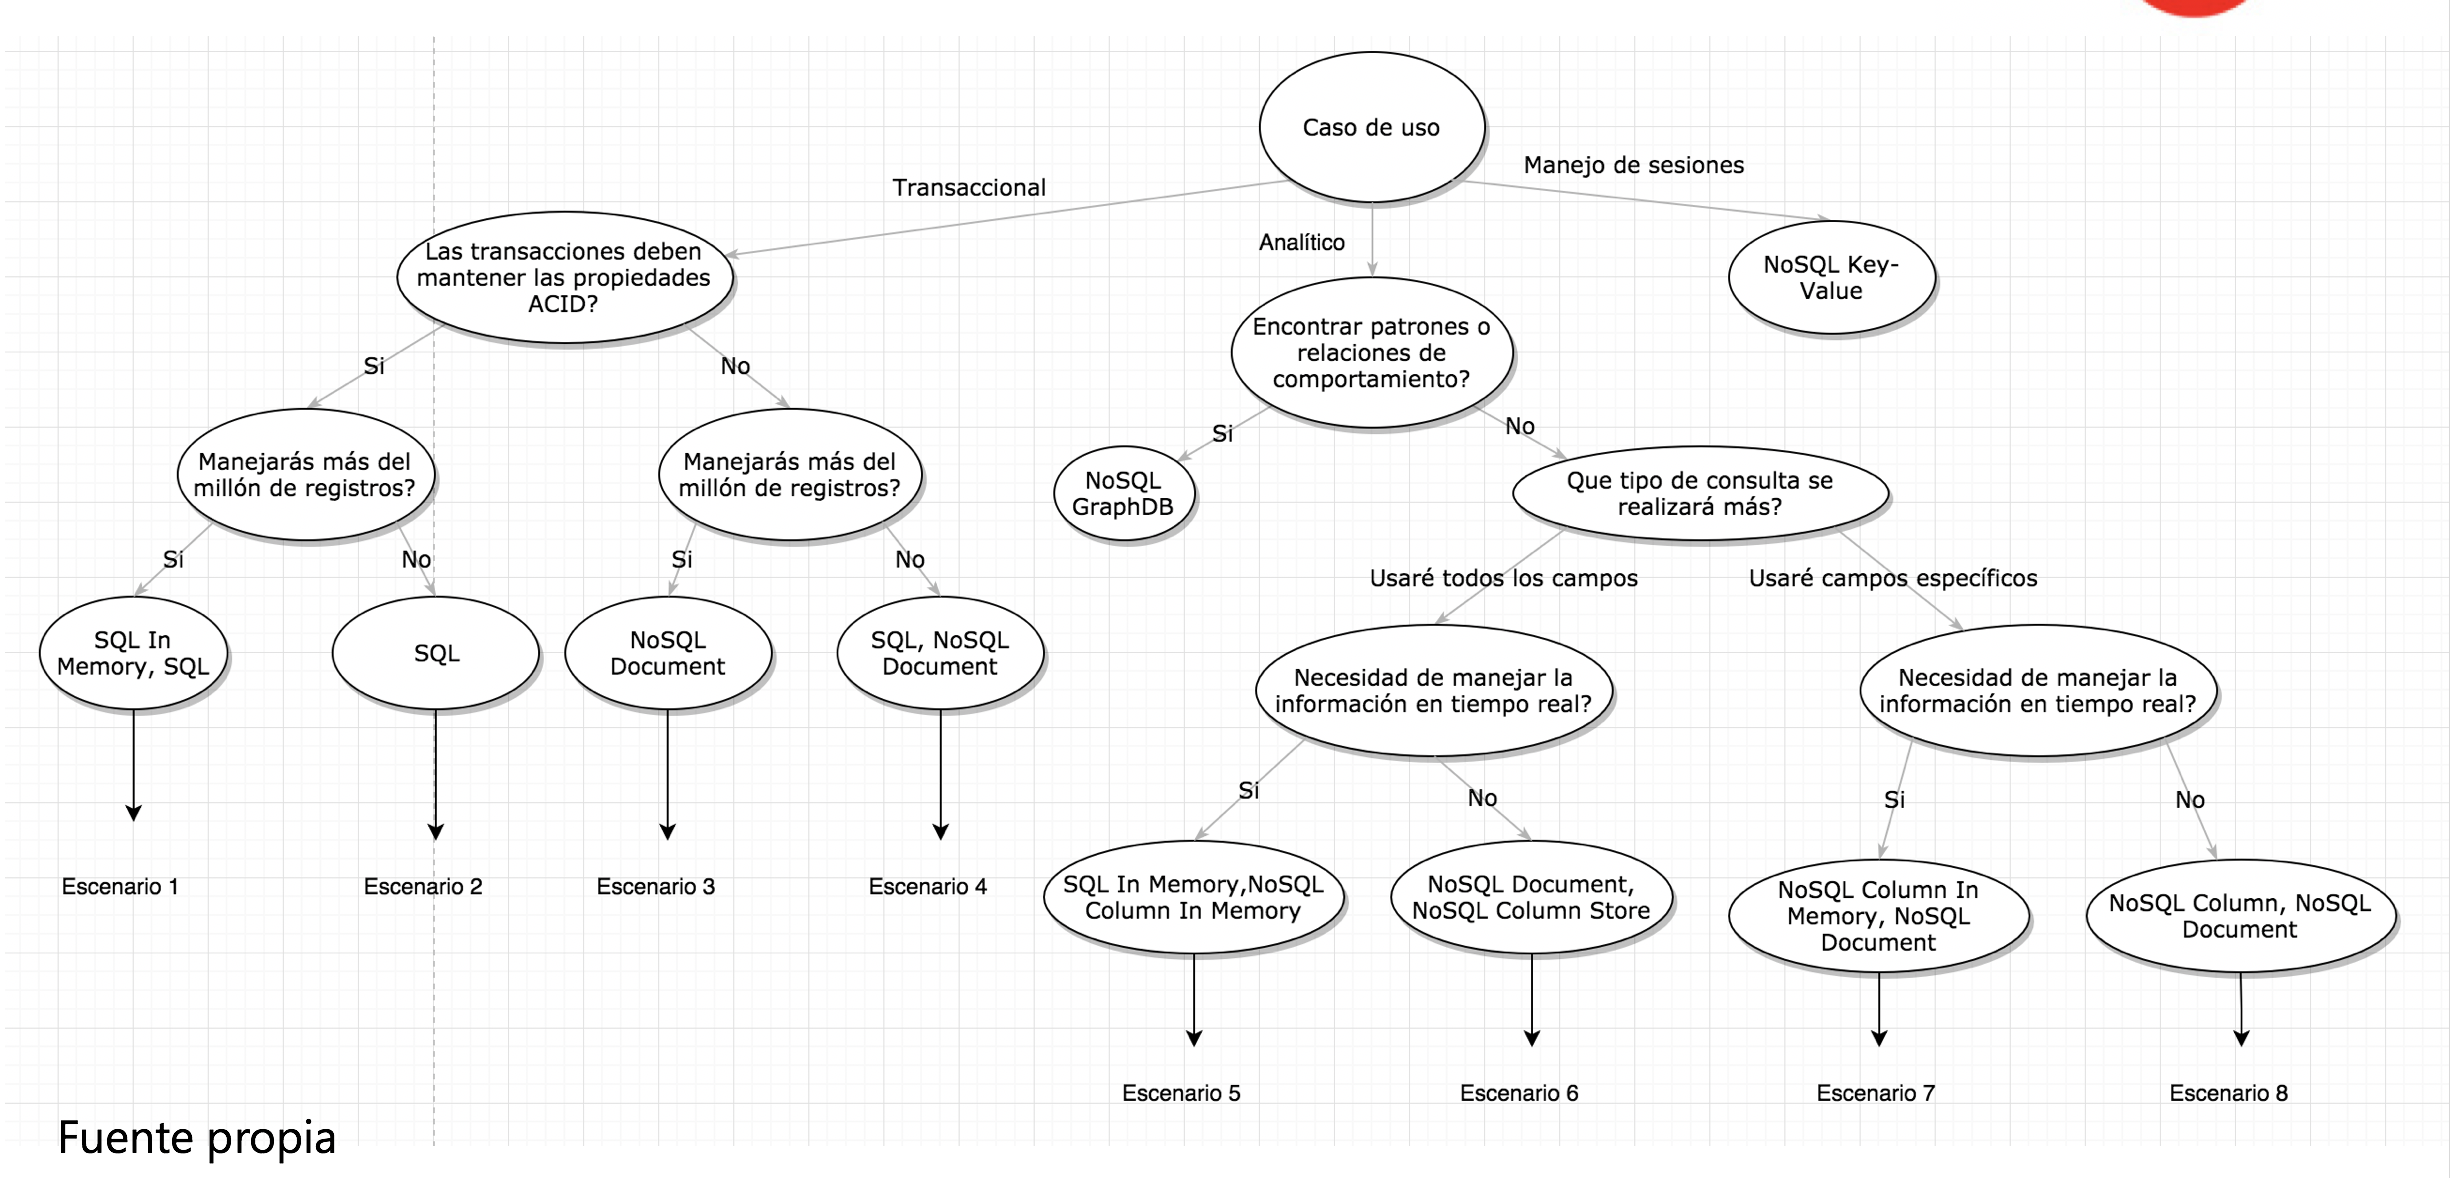 Caso de uso
Manejo de sesiones
Transaccional
Analítico
Las transacciones deben
mantener las propiedades
ACID?
NoSQL Key-
Value
Encontrar patrones o
relaciones de
comportamiento?
Si
No
Si
No
Manejarás más del
millón de registros?
Manejarás más del
millón de registros?
NoSQL
GraphDB
Que tipo de consulta se
realizará más?
Si
No
Si
No
Usaré todos los campos
Usaré campos específicos
SQL In
Memory, SQL
SQL
NoSQL
Document
SQL, NoSQL
Document
Necesidad de manejar la
información en tiempo real?
Necesidad de manejar la
información en tiempo real?
Si
No
Si
No
Escenario 1
Escenario 2
Escenario 3
Escenario 4
SQL In Memory,NoSQL
Column In Memory
NoSQL Document,
NoSQL Column Store
NoSQL Column In
Memory, NoSQL
Document
NoSQL Column, NoSQL
Document
Escenario 5
Escenario 6
Escenario 7
Escenario 8
Fuente propia